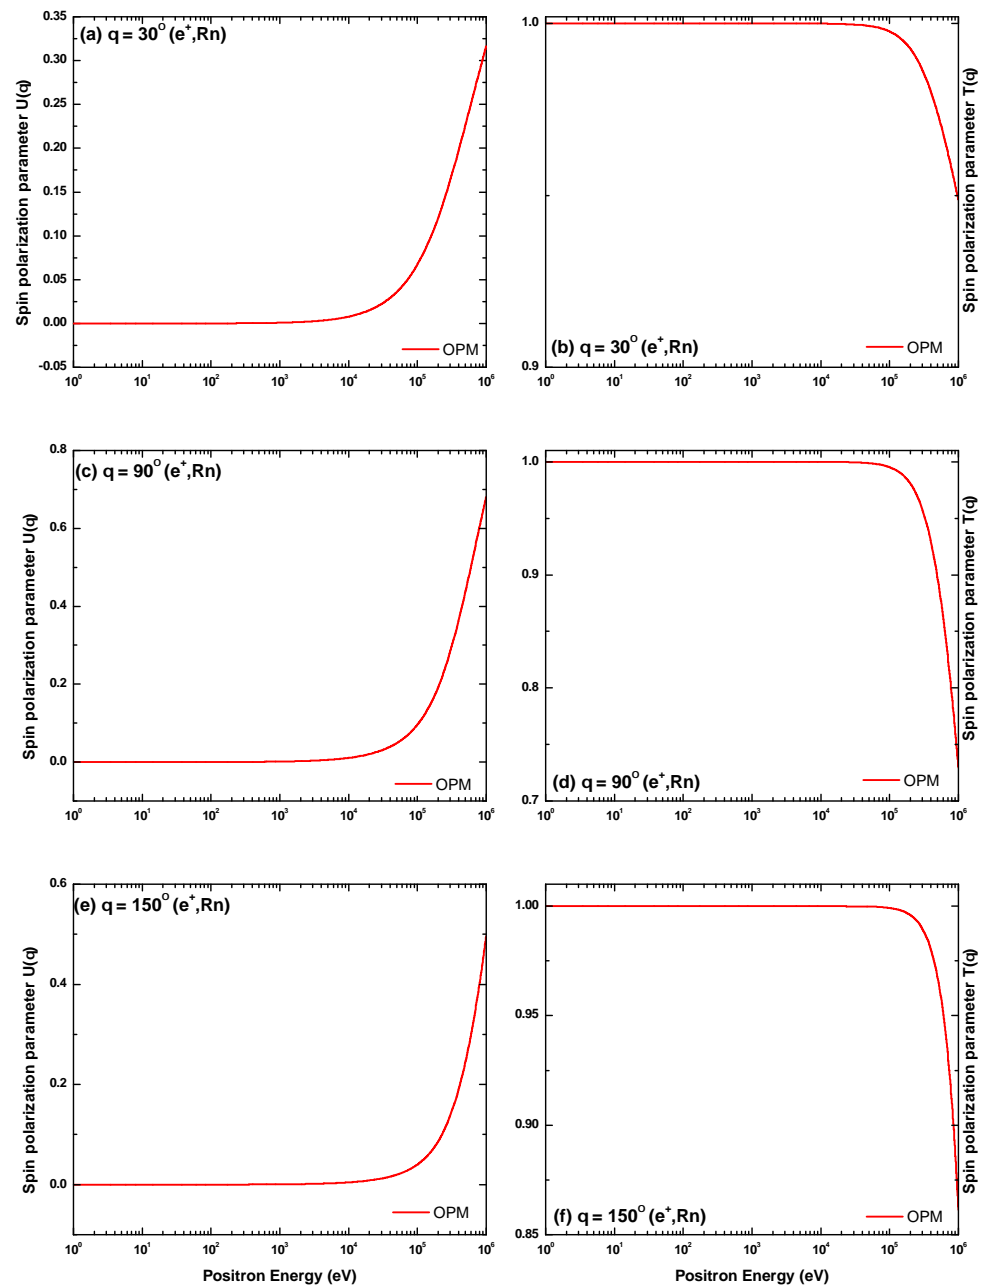 0.35
0.30
0.25
0.20
0.15
0.10
0.05
0.00
-0.05
Spin polarization parameter U(q)
(a) q = 30° (e⁺,Rn)
OPM
10⁰ 10¹ 10² 10³ 10⁴ 10⁵ 10⁶
1.0
0.9
Spin polarization parameter T(q)
(b) q = 30° (e⁺,Rn)
OPM
10⁰ 10¹ 10² 10³ 10⁴ 10⁵ 10⁶
0.8
0.6
0.4
0.2
0.0
Spin polarization parameter U(q)
(c) q = 90° (e⁺,Rn)
OPM
10⁰ 10¹ 10² 10³ 10⁴ 10⁵ 10⁶
1.0
0.9
0.8
0.7
Spin polarization parameter T(q)
(d) q = 90° (e⁺,Rn)
OPM
10⁰ 10¹ 10² 10³ 10⁴ 10⁵ 10⁶
0.6
0.4
0.2
0.0
Spin polarization parameter U(q)
(e) q = 150° (e⁺,Rn)
OPM
10⁰ 10¹ 10² 10³ 10⁴ 10⁵ 10⁶
Positron Energy (eV)
1.00
0.95
0.90
0.85
Spin polarization parameter T(q)
(f) q = 150° (e⁺,Rn)
OPM
10⁰ 10¹ 10² 10³ 10⁴ 10⁵ 10⁶
Positron Energy (eV)